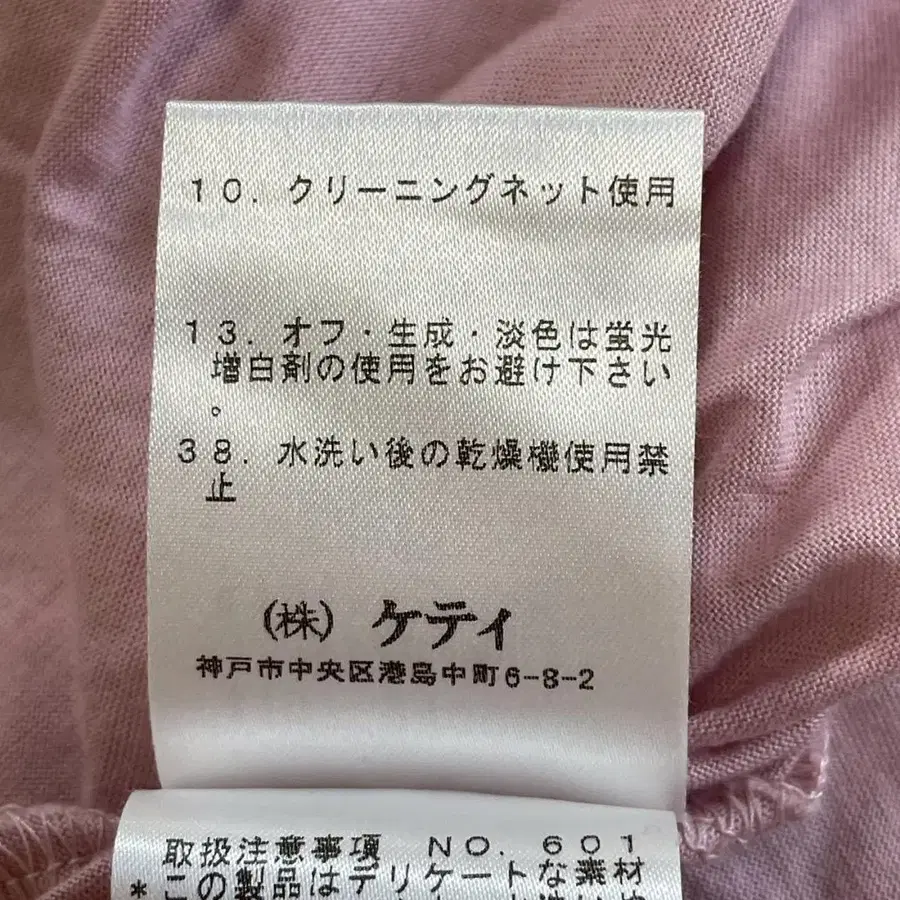 10. クリーニングネット使用
13. オフ・生成・淡色は蛍光
増白剤の使用をお避け下さい
。
38. 水洗い後の乾燥機使用禁
止
(株) ケティ
神戸市中央区港島中町6-8-2
取扱注意事項 NO. 601
*この製品はデリケートな素材